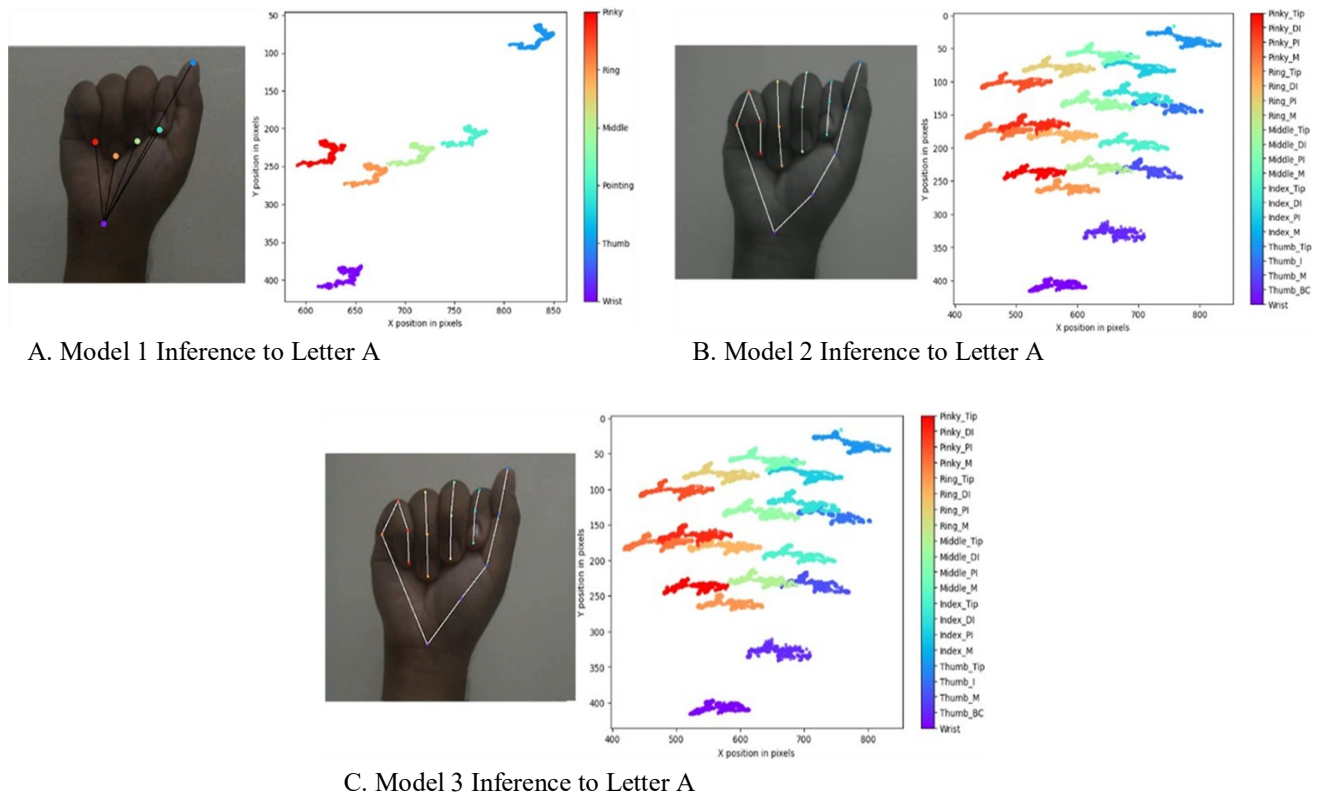 50
100
150
200
250
300
350
400
Y position in pixels
600
650
700
750
800
850
X position in pixels
Pinky
Ring
Middle
Pointing
Thumb
Wrist
A. Model 1 Inference to Letter A
0
50
100
150
200
250
300
350
400
Y position in pixels
400
500
600
700
800
X position in pixels
Pinky_Tip
Pinky_DI
Pinky_PI
Pinky_M
Ring_Tip
Ring_DI
Ring_PI
Ring_M
Middle_Tip
Middle_DI
Middle_PI
Middle_M
Index_Tip
Index_DI
Index_PI
Index_M
Thumb_Tip
Thumb_I
Thumb_M
Thumb_BC
Wrist
B. Model 2 Inference to Letter A
0
50
100
150
200
250
300
350
400
Y position in pixels
400
500
600
700
800
X position in pixels
Pinky_Tip
Pinky_DI
Pinky_PI
Pinky_M
Ring_Tip
Ring_DI
Ring_PI
Ring_M
Middle_Tip
Middle_DI
Middle_PI
Middle_M
Index_Tip
Index_DI
Index_PI
Index_M
Thumb_Tip
Thumb_I
Thumb_M
Thumb_BC
Wrist
C. Model 3 Inference to Letter A